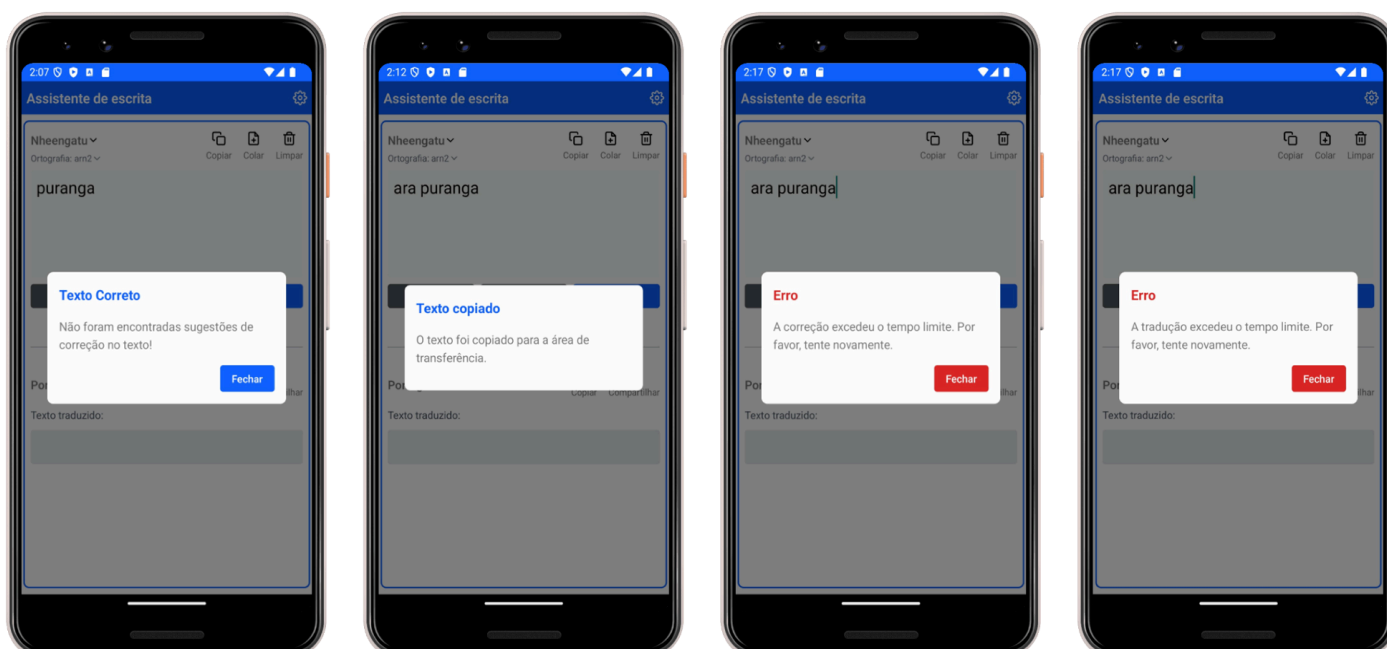 2:07
Assistente de escrita
Nheengatu
Ortografia: arn2
Copiar Colar Limpar
puranga
Texto Correto
Não foram encontradas sugestões de
correção no texto!
Fechar
Texto traduzido:
2:12
Assistente de escrita
Nheengatu
Ortografia: arn2
Copiar Colar Limpar
ara puranga
Texto copiado
O texto foi copiado para a área de
transferência.
Copiar Compartilhar
Texto traduzido:
2:17
Assistente de escrita
Nheengatu
Ortografia: arn2
Copiar Colar Limpar
ara puranga
Erro
A correção excedeu o tempo limite. Por
favor, tente novamente.
Fechar
Texto traduzido:
2:17
Assistente de escrita
Nheengatu
Ortografia: arn2
Copiar Colar Limpar
ara puranga
Erro
A tradução excedeu o tempo limite. Por
favor, tente novamente.
Fechar
Texto traduzido: